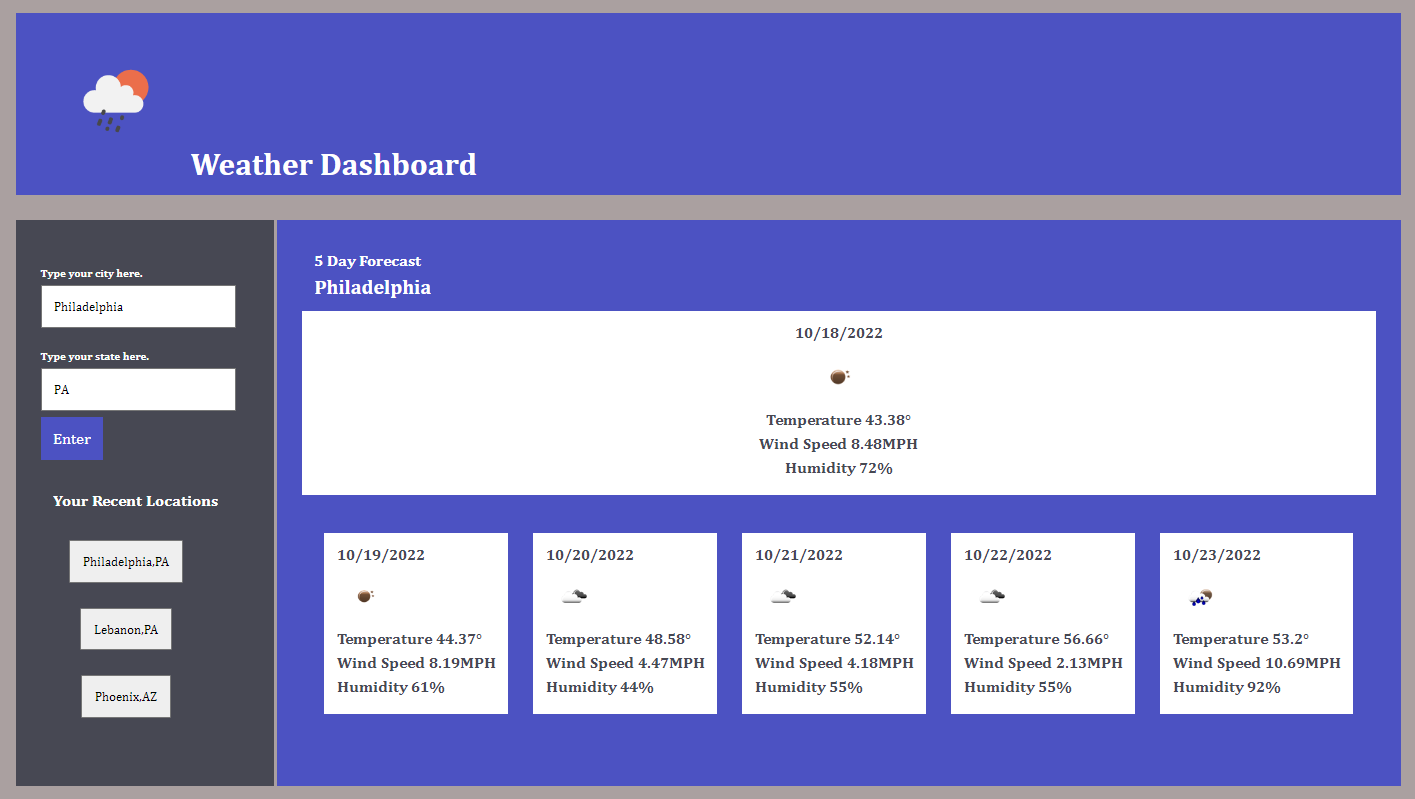 Weather Dashboard
Type your city here.
Philadelphia
Type your state here.
PA
Enter
Your Recent Locations
Philadelphia,PA
Lebanon,PA
Phoenix,AZ
5 Day Forecast
Philadelphia
10/18/2022
Temperature 43.38°
Wind Speed 8.48MPH
Humidity 72%
10/19/2022
Temperature 44.37°
Wind Speed 8.19MPH
Humidity 61%
10/20/2022
Temperature 48.58°
Wind Speed 4.47MPH
Humidity 44%
10/21/2022
Temperature 52.14°
Wind Speed 4.18MPH
Humidity 55%
10/22/2022
Temperature 56.66°
Wind Speed 2.13MPH
Humidity 55%
10/23/2022
Temperature 53.2°
Wind Speed 10.69MPH
Humidity 92%